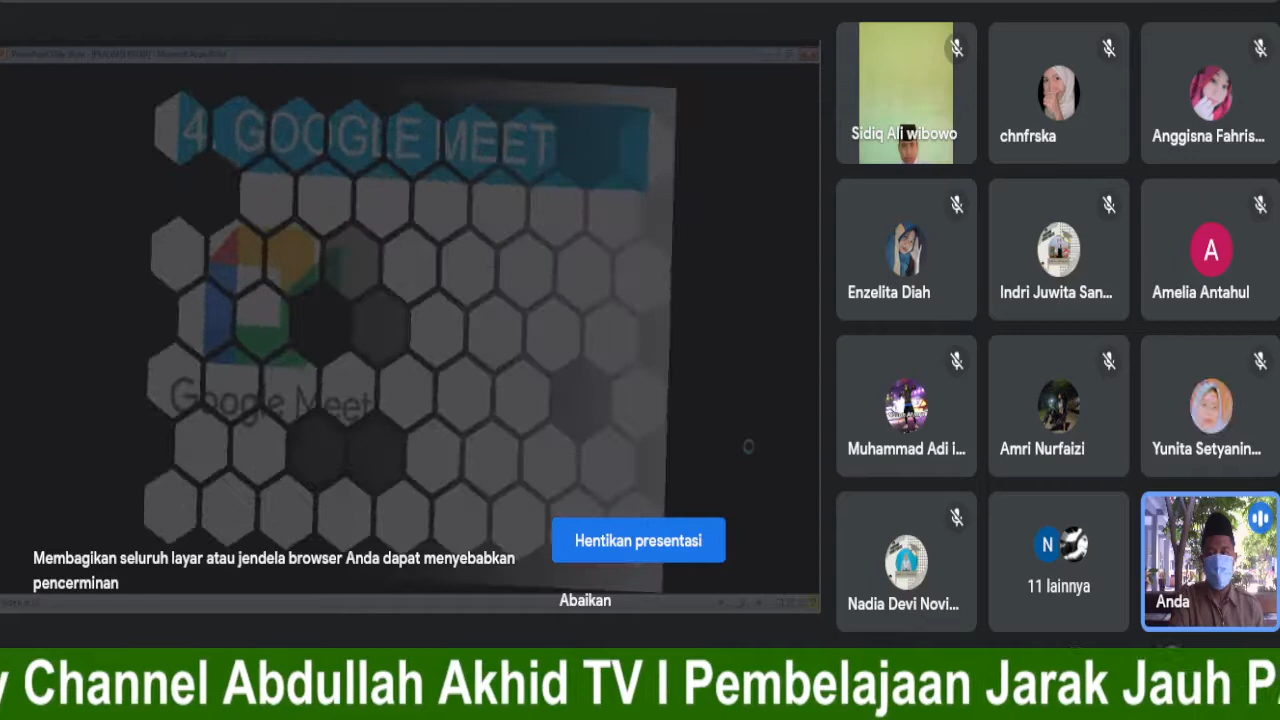 4. GOOGLE MEET
Google Meet
Membagikan seluruh layar atau jendela browser Anda dapat menyebabkan
pencerminan
Hentikan presentasi
Abaikan
Sidiq Ali wibowo
chnfrska
Anggisna Fahris...
Enzelita Diah
Indri Juwita San...
A
Amelia Antahul
Muhammad Adi i...
Amri Nurfaizi
Yunita Setyanin...
Nadia Devi Novi...
N
11 lainnya
Anda
y Channel Abdullah Akhid TV I Pembelajaan Jarak Jauh P